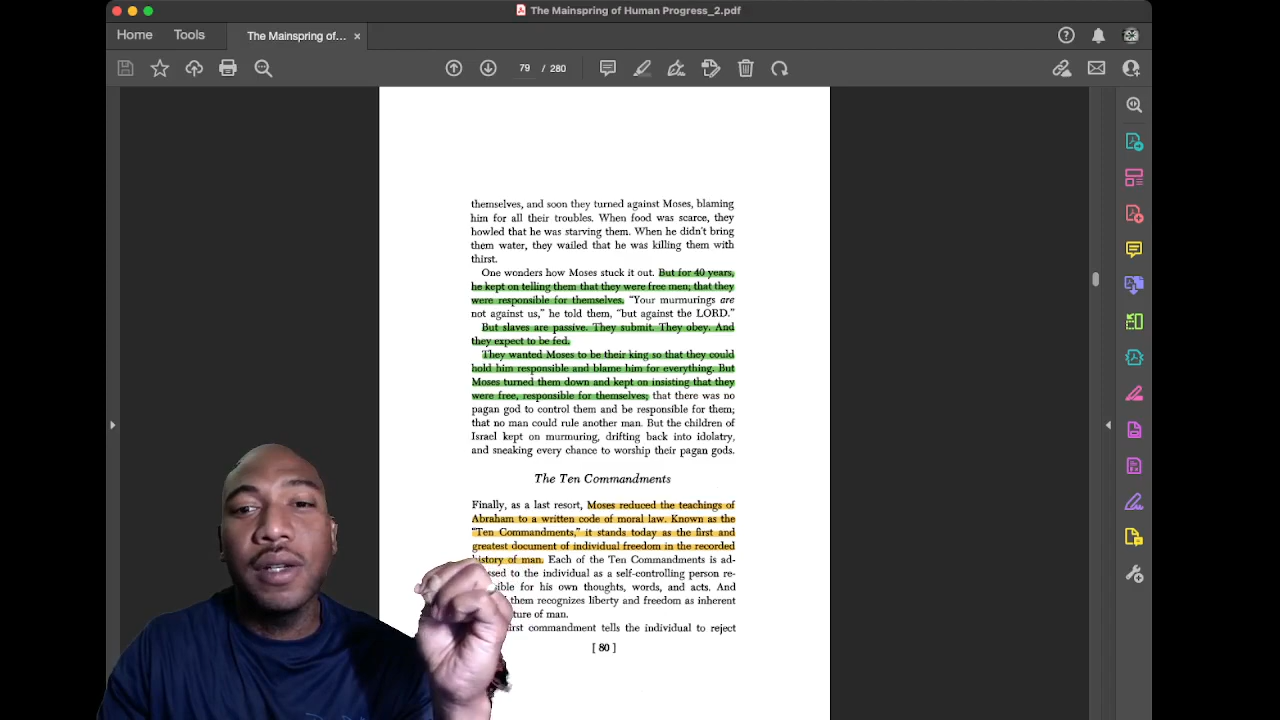 The Mainspring of Human Progress_2.pdf
Home Tools The Mainspring of... ×
79 / 280
themselves, and soon they turned against Moses, blaming
him for all their troubles. When food was scarce, they
howled that he was starving them. When he didn't bring
them water, they wailed that he was killing them with
thirst.
One wonders how Moses stuck it out. But for 40 years,
he kept on telling them that they were free men; that they
were responsible for themselves. “Your murmurings are
not against us,” he told them, “but against the LORD.”
But slaves are passive. They submit. They obey. And
they expect to be fed.
They wanted Moses to be their king so that they could
hold him responsible and blame him for everything. But
Moses turned them down and kept on insisting that they
were free, responsible for themselves; that there was no
pagan god to control them and be responsible for them;
that no man could rule another man. But the children of
Israel kept on murmuring, drifting back into idolatry,
and sneaking every chance to worship their pagan gods.
The Ten Commandments
Finally, as a last resort, Moses reduced the teachings of
Abraham to a written code of moral law. Known as the
“Ten Commandments,” it stands today as the first and
greatest document of individual freedom in the recorded
history of man. Each of the Ten Commandments is ad-
ssed to the individual as a self-controlling person re-
sible for his own thoughts, words, and acts. And
them recognizes liberty and freedom as inherent
ture of man.
irst commandment tells the individual to reject
[ 80 ]